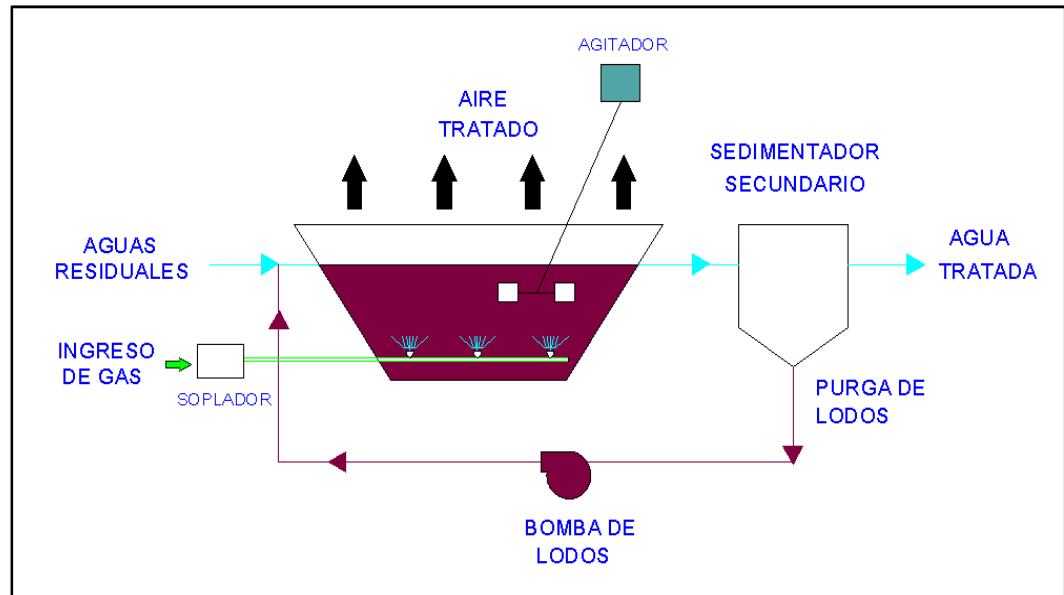 AGITADOR
AIRE
TRATADO
SEDIMENTADOR
SECUNDARIO
AGUAS
RESIDUALES
AGUA
TRATADA
INGRESO
DE GAS
SOPLADOR
PURGA DE
LODOS
BOMBA DE
LODOS